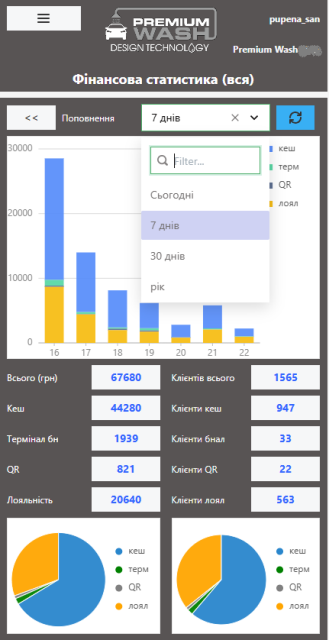 PREMIUM
WASH
DESIGN TECHNOLOGY
pupena_san
Premium Wash
Фінансова статистика (вся)
<< Поповнення 7 днів
Filter...
Сьогодні
7 днів
30 днів
рік
30000
20000
10000
0
16 17 18 19 20 21 22
кеш
терм
QR
лоял
Всього (грн) 67680 Клієнтів всього 1565
Кеш 44280 Клієнти кеш 947
Термінал бн 1939 Клієнти бнал 33
QR 821 Клієнти QR 22
Лояльність 20640 Клієнти лоял 563
кеш
терм
QR
лоял
кеш
терм
QR
лоял